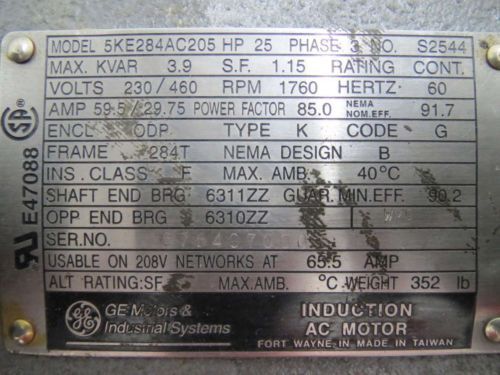 MODEL 5KE284AC205 HP 25 PHASE 3 NO. S2544
MAX. KVAR 3.9 S.F. 1.15 RATING CONT.
VOLTS 230/460 RPM 1760 HERTZ 60
AMP 59.5/29.75 POWER FACTOR 85.0 NEMA NOM.EFF. 91.7
ENCL ODP TYPE K CODE G
FRAME 284T NEMA DESIGN B
INS.CLASS F MAX. AMB. 40°C
SHAFT END BRG 6311ZZ GUAR.MIN.EFF. 90.2
OPP END BRG 6310ZZ
SER.NO.
USABLE ON 208V NETWORKS AT 65.5 AMP
ALT RATING:SF MAX.AMB. °C WEIGHT 352 lb
GE Motors &
Industrial Systems
INDUCTION
AC MOTOR
FORT WAYNE,IN MADE IN TAIWAN
E47088